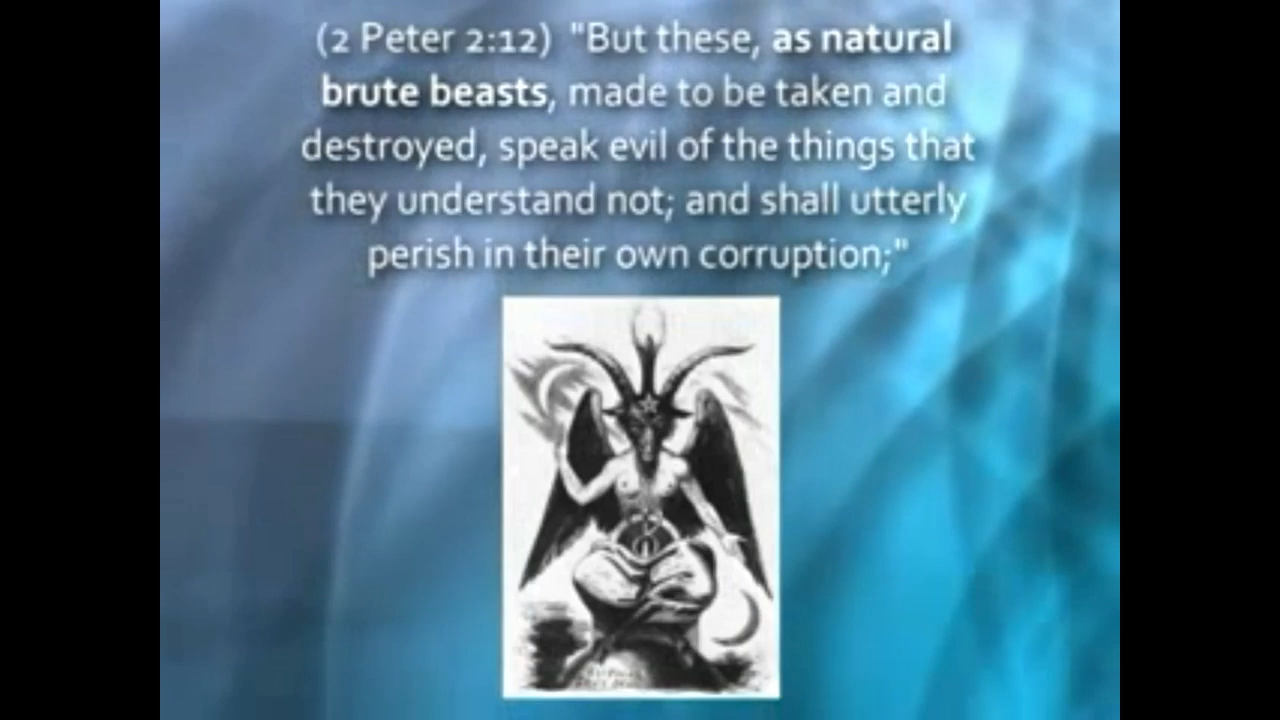 (2 Peter 2:12) "But these, as natural
brute beasts, made to be taken and
destroyed, speak evil of the things that
they understand not; and shall utterly
perish in their own corruption;"